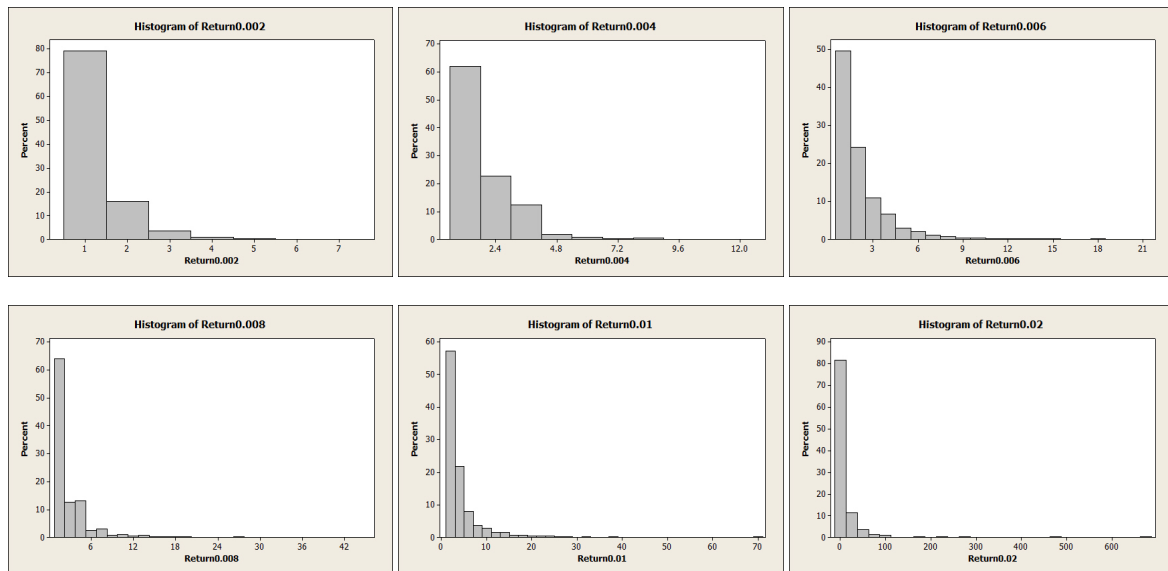 Histogram of Return0.002
80
70
60
50
40
30
20
10
0
Percent
1 2 3 4 5 6 7
Return0.002
Histogram of Return0.004
70
60
50
40
30
20
10
0
Percent
2.4 4.8 7.2 9.6 12.0
Return0.004
Histogram of Return0.006
50
40
30
20
10
0
Percent
3 6 9 12 15 18 21
Return0.006
Histogram of Return0.008
70
60
50
40
30
20
10
0
Percent
6 12 18 24 30 36 42
Return0.008
Histogram of Return0.01
60
50
40
30
20
10
0
Percent
0 10 20 30 40 50 60 70
Return0.01
Histogram of Return0.02
90
80
70
60
50
40
30
20
10
0
Percent
0 100 200 300 400 500 600
Return0.02